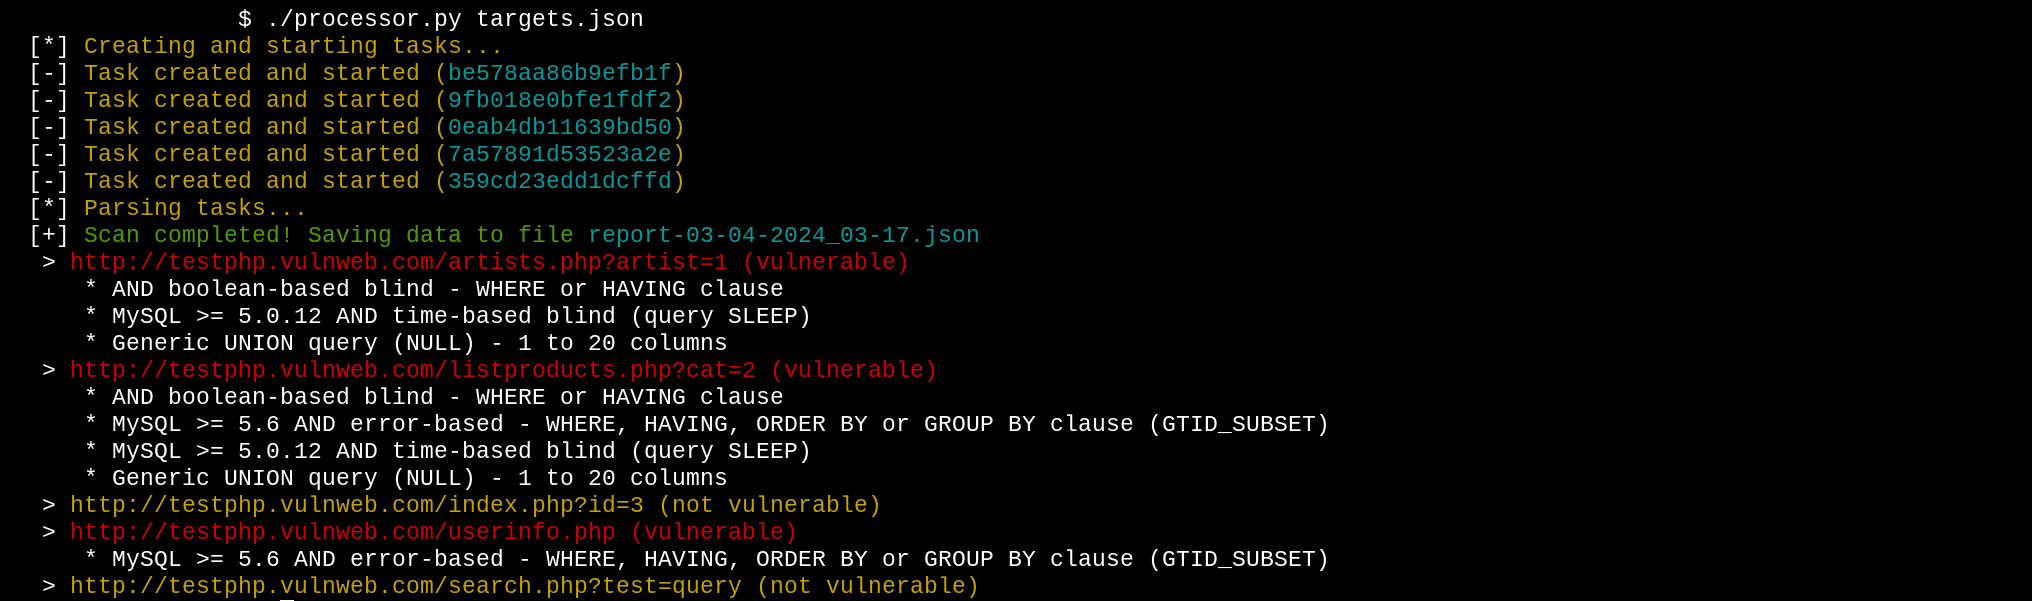 $ ./processor.py targets.json
[*] Creating and starting tasks...
[-] Task created and started (be578aa86b9efb1f)
[-] Task created and started (9fb018e0bfe1fdf2)
[-] Task created and started (0eab4db11639bd50)
[-] Task created and started (7a57891d53523a2e)
[-] Task created and started (359cd23edd1dcffd)
[*] Parsing tasks...
[+] Scan completed! Saving data to file report-03-04-2024_03-17.json
> http://testphp.vulnweb.com/artists.php?artist=1 (vulnerable)
* AND boolean-based blind - WHERE or HAVING clause
* MySQL >= 5.0.12 AND time-based blind (query SLEEP)
* Generic UNION query (NULL) - 1 to 20 columns
> http://testphp.vulnweb.com/listproducts.php?cat=2 (vulnerable)
* AND boolean-based blind - WHERE or HAVING clause
* MySQL >= 5.6 AND error-based - WHERE, HAVING, ORDER BY or GROUP BY clause (GTID_SUBSET)
* MySQL >= 5.0.12 AND time-based blind (query SLEEP)
* Generic UNION query (NULL) - 1 to 20 columns
> http://testphp.vulnweb.com/index.php?id=3 (not vulnerable)
> http://testphp.vulnweb.com/userinfo.php (vulnerable)
* MySQL >= 5.6 AND error-based - WHERE, HAVING, ORDER BY or GROUP BY clause (GTID_SUBSET)
> http://testphp.vulnweb.com/search.php?test=query (not vulnerable)